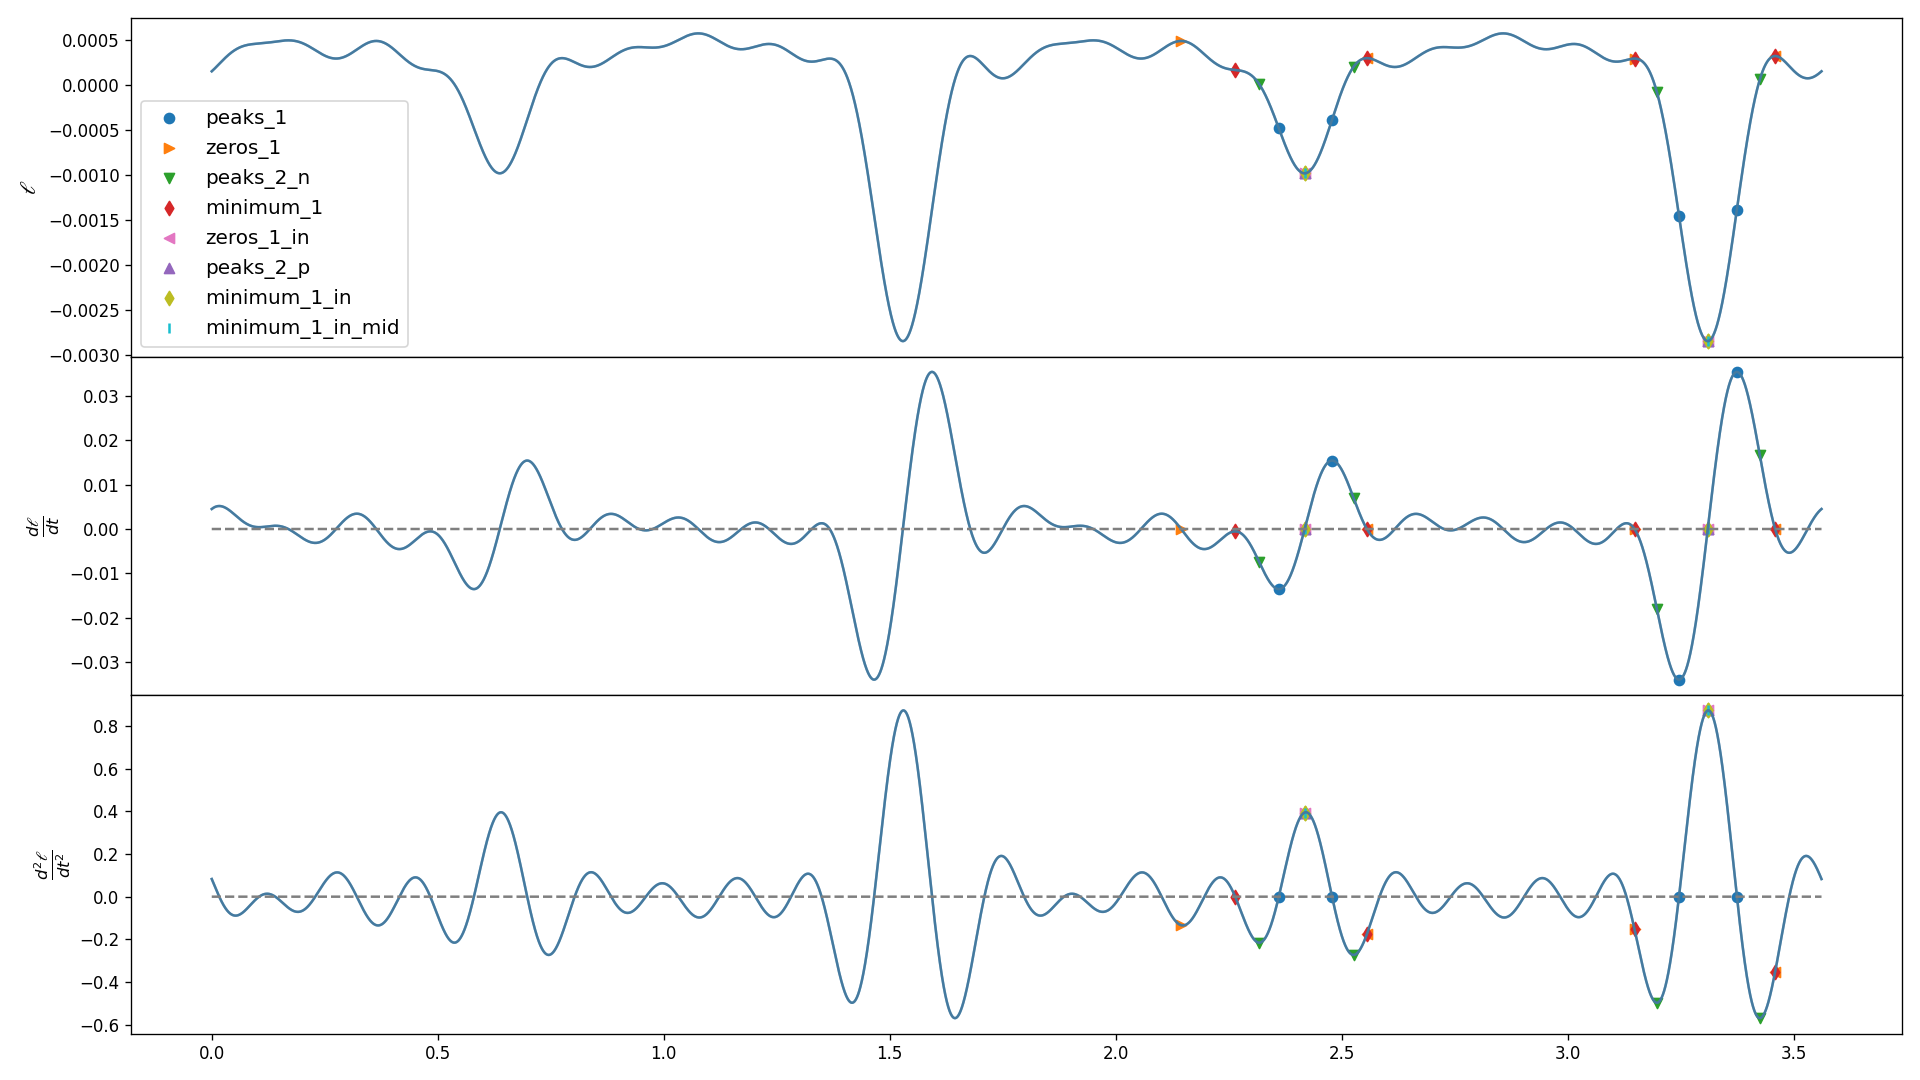 0.0005
0.0000
−0.0005
−0.0010
−0.0015
−0.0020
−0.0025
−0.0030
ℓ
peaks_1
zeros_1
peaks_2_n
minimum_1
zeros_1_in
peaks_2_p
minimum_1_in
minimum_1_in_mid
0.03
0.02
0.01
0.00
−0.01
−0.02
−0.03
dℓ
dt
0.8
0.6
0.4
0.2
0.0
−0.2
−0.4
−0.6
d²ℓ
dt²
0.0 0.5 1.0 1.5 2.0 2.5 3.0 3.5